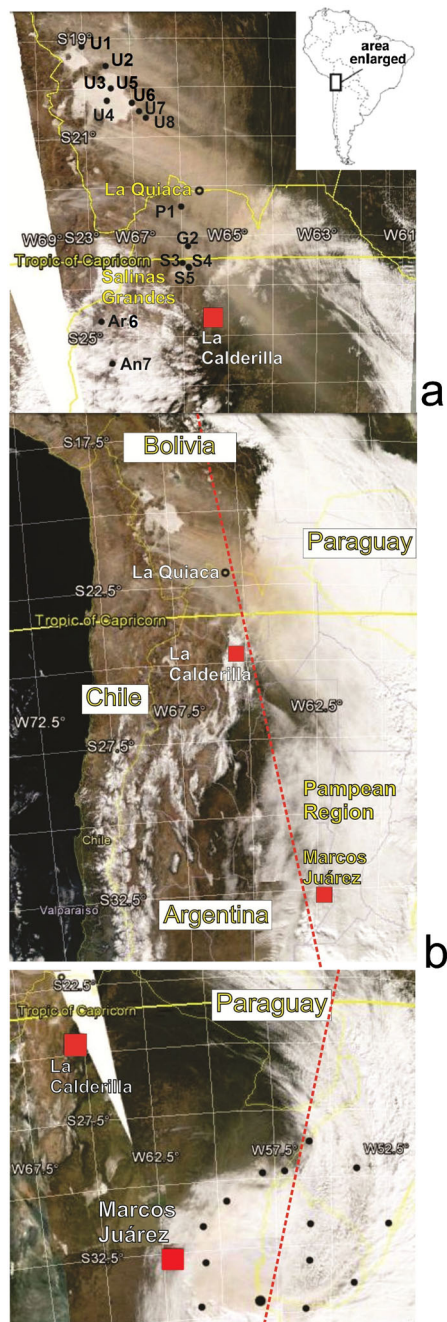 area
enlarged
S19°
U1
U2
U3 U5
U6
U7
U4
U8
S21°
La Quiaca
P1
W69° S23° W67° G2 W65° W63° W61
Tropic of Capricorn S3 S4
S5
Salinas
Grandes
Ar6
S25°
La
Calderilla
An7
a
S17.5°
Bolivia
Paraguay
La Quiaca
S22.5°
Tropic of Capricorn
La
Calderilla
Chile
W72.5°
W67.5°
W62.5°
S27.5°
Pampean
Region
Chile
Marcos
Juárez
S32.5°
Valparaiso
Argentina
b
S22.5°
Tropic of Capricorn
Paraguay
La
Calderilla
S27.5°
W67.5°
W62.5°
W57.5°
W52.5°
Marcos
Juárez
S32.5°